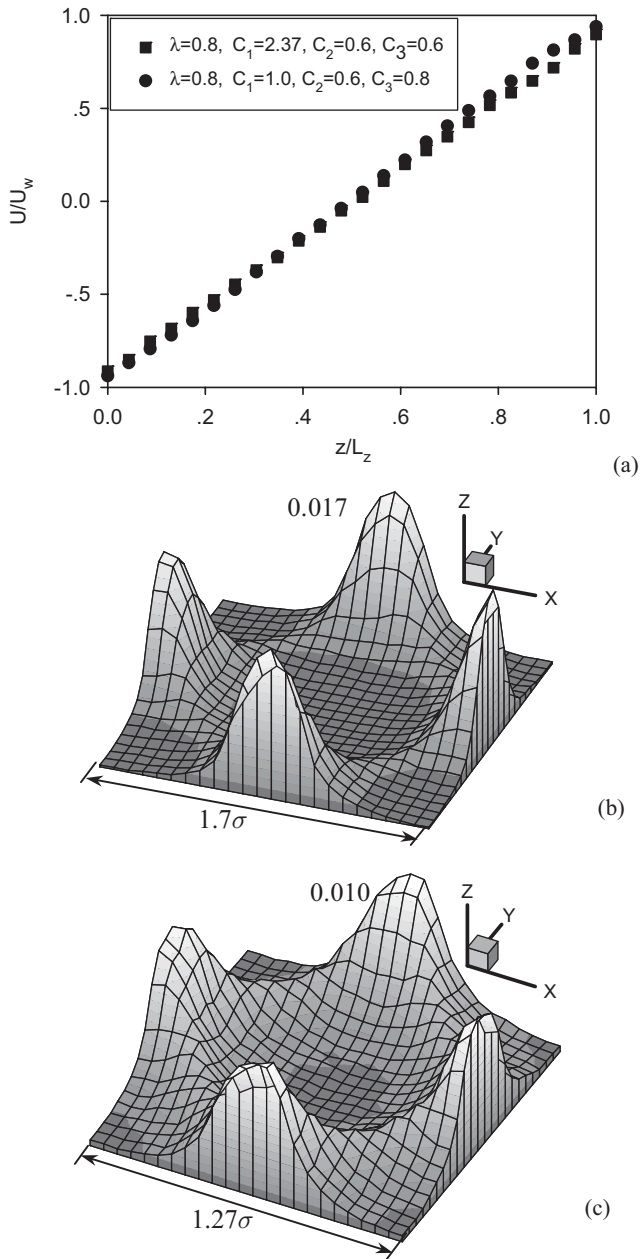 1.0
λ=0.8, C₁=2.37, C₂=0.6, C₃=0.6
λ=0.8, C₁=1.0, C₂=0.6, C₃=0.8
.5
U/U_w
0.0
-.5
-1.0
0.0 .2 .4 .6 .8 1.0
z/L_z
(a)
0.017
Z
Y
X
1.7σ
(b)
0.010
Z
Y
X
1.27σ
(c)